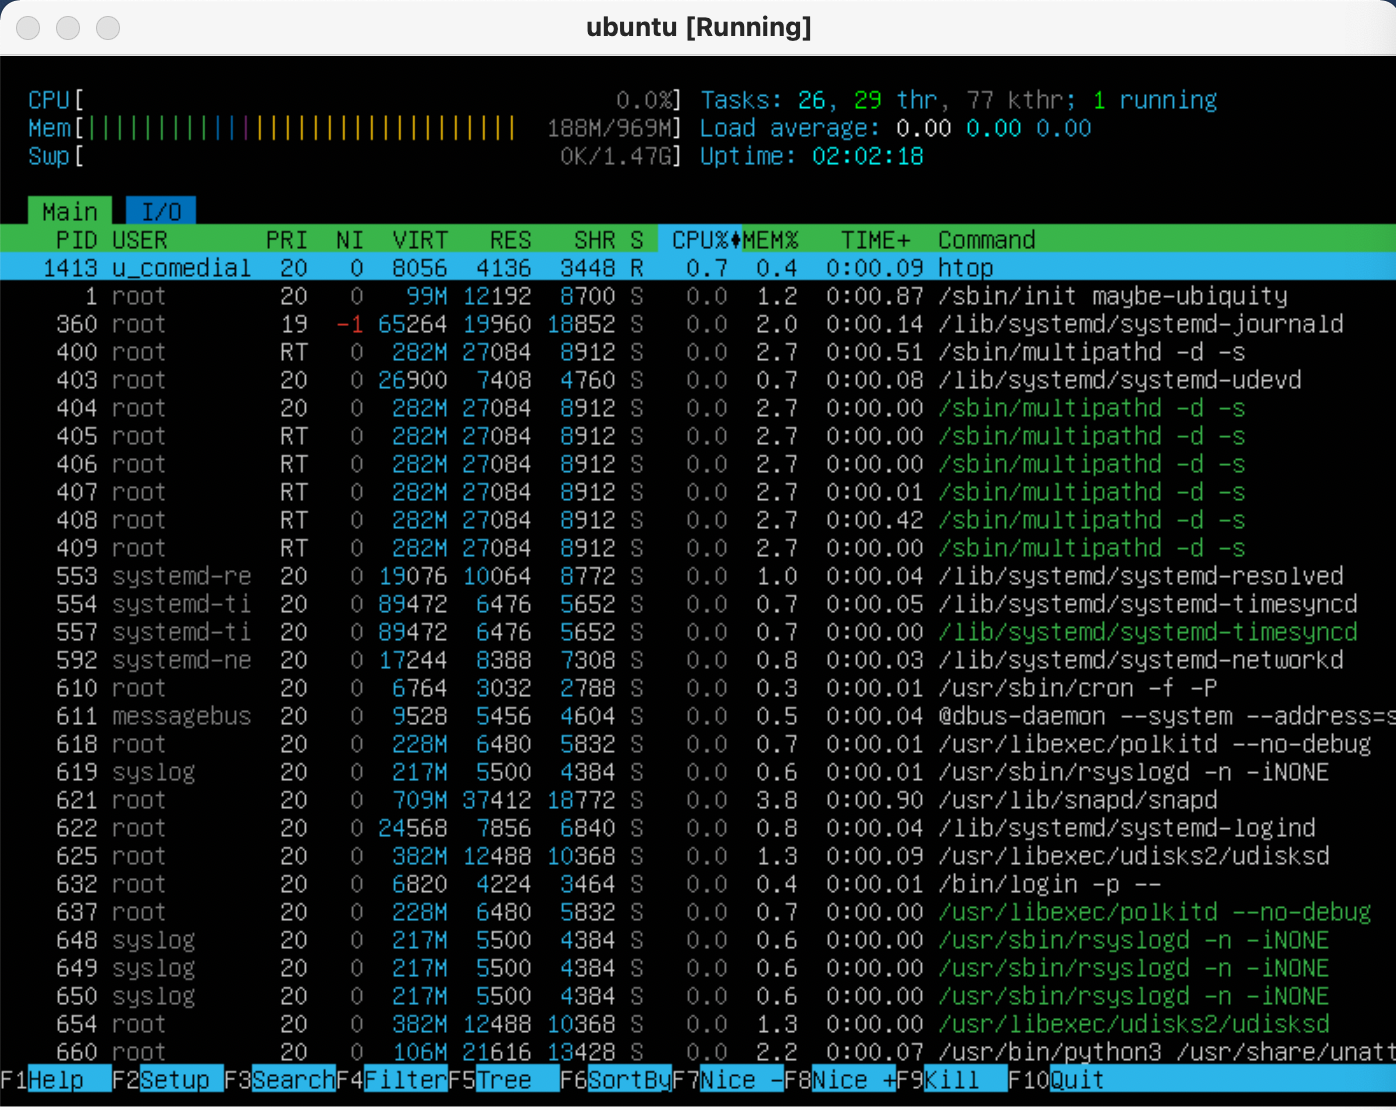 ubuntu [Running]
CPU[ 0.0%] Tasks: 26, 29 thr, 77 kthr; 1 running
Mem[||||||||||||||||||||||||||||||| 188M/969M] Load average: 0.00 0.00 0.00
Swp[ 0K/1.47G] Uptime: 02:02:18
Main I/O
PID USER PRI NI VIRT RES SHR S CPU% MEM% TIME+ Command
1413 u_comedial 20 0 8056 4136 3448 R 0.7 0.4 0:00.09 htop
1 root 20 0 99M 12192 8700 S 0.0 1.2 0:00.87 /sbin/init maybe-ubiquity
360 root 19 -1 65264 19960 18852 S 0.0 2.0 0:00.14 /lib/systemd/systemd-journald
400 root RT 0 282M 27084 8912 S 0.0 2.7 0:00.51 /sbin/multipathd -d -s
403 root 20 0 26900 7408 4760 S 0.0 0.7 0:00.08 /lib/systemd/systemd-udevd
404 root 20 0 282M 27084 8912 S 0.0 2.7 0:00.00 /sbin/multipathd -d -s
405 root RT 0 282M 27084 8912 S 0.0 2.7 0:00.00 /sbin/multipathd -d -s
406 root RT 0 282M 27084 8912 S 0.0 2.7 0:00.00 /sbin/multipathd -d -s
407 root RT 0 282M 27084 8912 S 0.0 2.7 0:00.01 /sbin/multipathd -d -s
408 root RT 0 282M 27084 8912 S 0.0 2.7 0:00.42 /sbin/multipathd -d -s
409 root RT 0 282M 27084 8912 S 0.0 2.7 0:00.00 /sbin/multipathd -d -s
553 systemd-re 20 0 19076 10064 8772 S 0.0 1.0 0:00.04 /lib/systemd/systemd-resolved
554 systemd-ti 20 0 89472 6476 5652 S 0.0 0.7 0:00.05 /lib/systemd/systemd-timesyncd
557 systemd-ti 20 0 89472 6476 5652 S 0.0 0.7 0:00.00 /lib/systemd/systemd-timesyncd
592 systemd-ne 20 0 17244 8388 7308 S 0.0 0.8 0:00.03 /lib/systemd/systemd-networkd
610 root 20 0 6764 3032 2788 S 0.0 0.3 0:00.01 /usr/sbin/cron -f -P
611 messagebus 20 0 9528 5456 4604 S 0.0 0.5 0:00.04 @dbus-daemon --system --address=s
618 root 20 0 228M 6480 5832 S 0.0 0.7 0:00.01 /usr/libexec/polkitd --no-debug
619 syslog 20 0 217M 5500 4384 S 0.0 0.6 0:00.01 /usr/sbin/rsyslogd -n -iNONE
621 root 20 0 709M 37412 18772 S 0.0 3.8 0:00.90 /usr/lib/snapd/snapd
622 root 20 0 24568 7856 6840 S 0.0 0.8 0:00.04 /lib/systemd/systemd-logind
625 root 20 0 382M 12488 10368 S 0.0 1.3 0:00.09 /usr/libexec/udisks2/udisksd
632 root 20 0 6820 4224 3464 S 0.0 0.4 0:00.01 /bin/login -p --
637 root 20 0 228M 6480 5832 S 0.0 0.7 0:00.00 /usr/libexec/polkitd --no-debug
648 syslog 20 0 217M 5500 4384 S 0.0 0.6 0:00.00 /usr/sbin/rsyslogd -n -iNONE
649 syslog 20 0 217M 5500 4384 S 0.0 0.6 0:00.00 /usr/sbin/rsyslogd -n -iNONE
650 syslog 20 0 217M 5500 4384 S 0.0 0.6 0:00.00 /usr/sbin/rsyslogd -n -iNONE
654 root 20 0 382M 12488 10368 S 0.0 1.3 0:00.00 /usr/libexec/udisks2/udisksd
660 root 20 0 106M 21616 13428 S 0.0 2.2 0:00.07 /usr/bin/python3 /usr/share/unatt
F1Help F2Setup F3SearchF4FilterF5Tree F6SortByF7Nice -F8Nice +F9Kill F10Quit